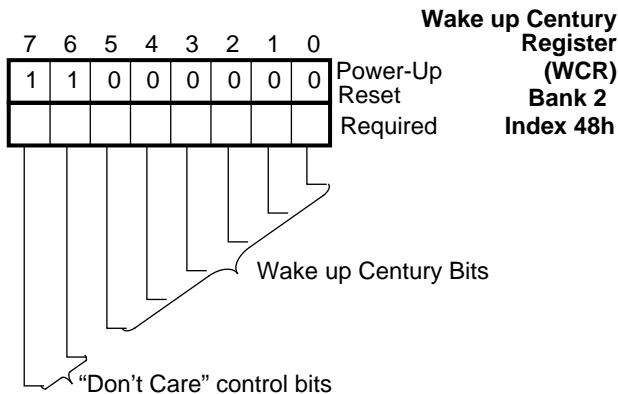 Wake up Century
Register
(WCR)
Bank 2
Index 48h
7 6 5 4 3 2 1 0
1 1 0 0 0 0 0 0
Power-Up
Reset
Required
Wake up Century Bits
“Don’t Care” control bits